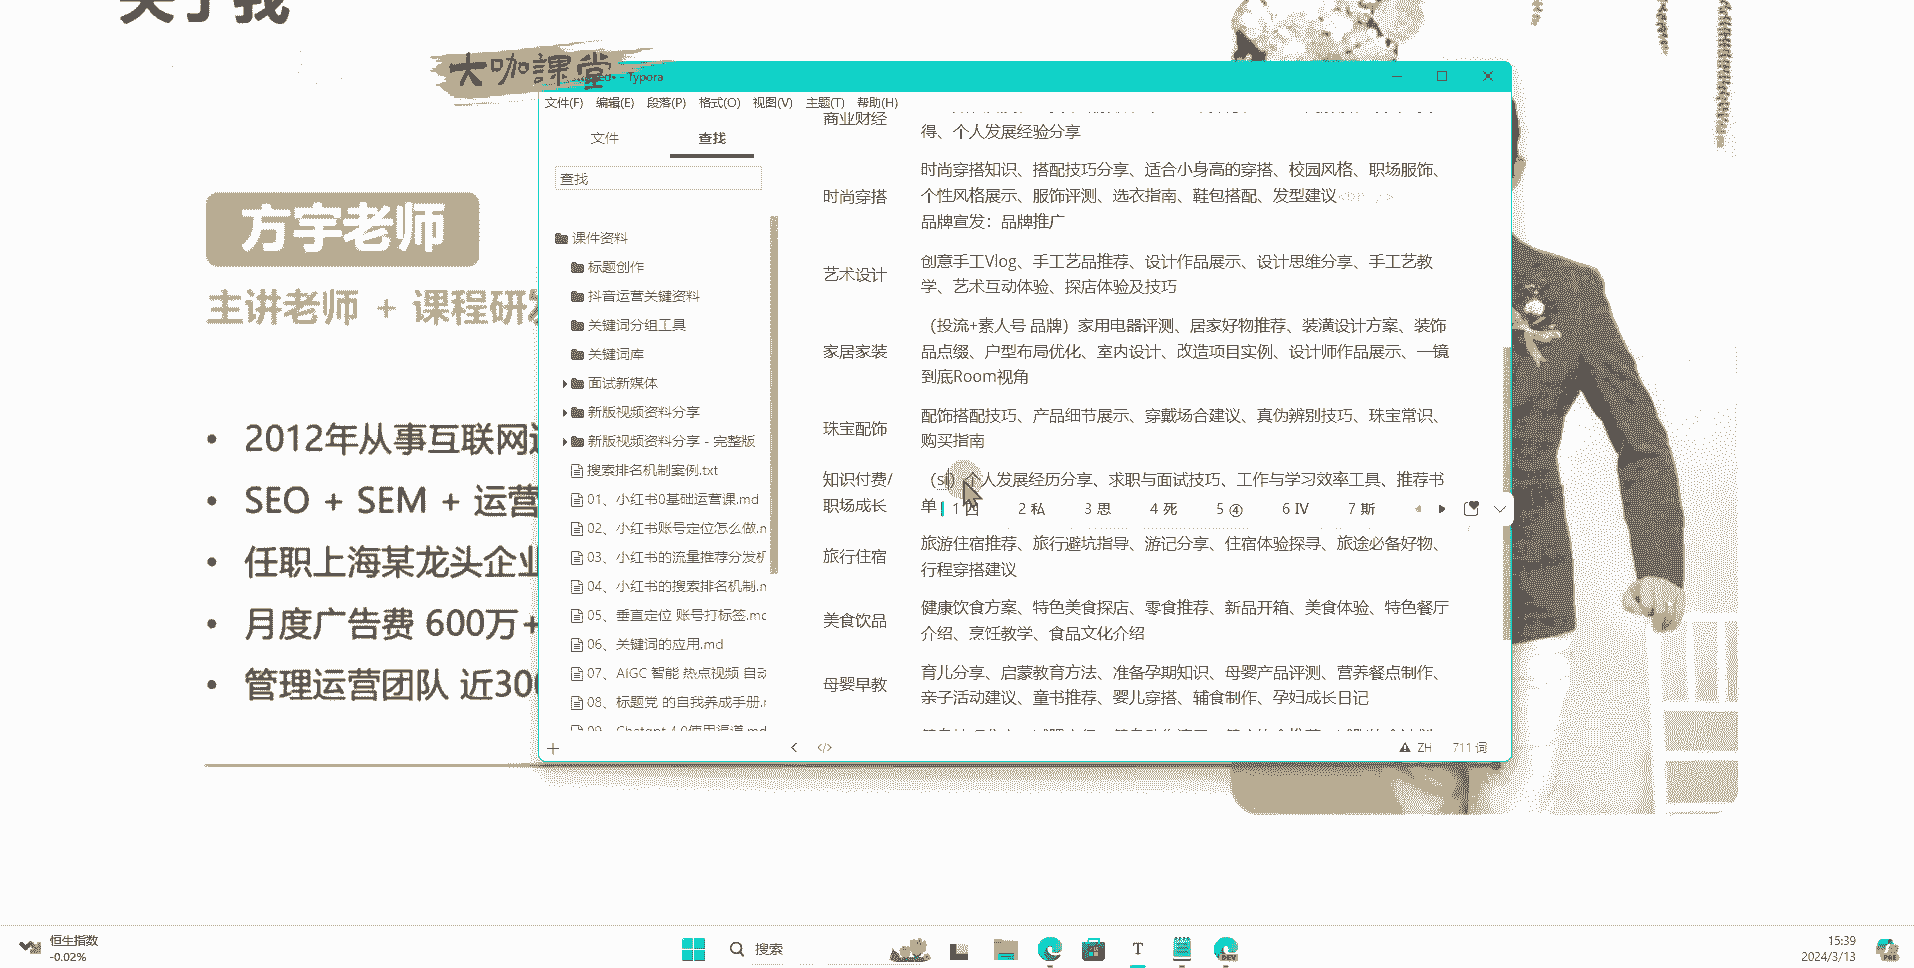 关于我
大咖課堂
- Typora
文件(F) 编辑(E) 段落(P) 格式(O) 视图(V) 主题(T) 帮助(H)
文件 查找
查找
课件资料
标题创作
抖音运营关键资料
关键词分组工具
关键词库
面试新媒体
新版视频资料分享
新版视频资料分享 - 完整版
搜索排名机制案例.txt
01、小红书0基础运营课.md
02、小红书账号定位怎么做.m
03、小红书的流量推荐分发机
04、小红书的搜索排名机制.m
05、垂直定位 账号打标签.md
06、关键词的应用.md
07、AIGC 智能 热点视频 自动
08、标题党 的自我养成手册.m
09、Chatgpt 4.0使用渠道.md
商业财经
得、个人发展经验分享
时尚穿搭
时尚穿搭知识、搭配技巧分享、适合小身高的穿搭、校园风格、职场服饰、
个性风格展示、服饰评测、选衣指南、鞋包搭配、发型建议
品牌宣发：品牌推广
艺术设计
创意手工Vlog、手工艺品推荐、设计作品展示、设计思维分享、手工艺教
学、艺术互动体验、探店体验及技巧
家居家装
（投流+素人号 品牌）家用电器评测、居家好物推荐、装潢设计方案、装饰
品点缀、户型布局优化、室内设计、改造项目实例、设计师作品展示、一镜
到底Room视角
珠宝配饰
配饰搭配技巧、产品细节展示、穿戴场合建议、真伪辨别技巧、珠宝常识、
购买指南
知识付费/
职场成长
（si）个人发展经历分享、求职与面试技巧、工作与学习效率工具、推荐书
单
1 四 2 私 3 思 4 死 5 ④ 6 Ⅳ 7 斯
旅行住宿
旅游住宿推荐、旅行避坑指导、游记分享、住宿体验探寻、旅途必备好物、
行程穿搭建议
美食饮品
健康饮食方案、特色美食探店、零食推荐、新品开箱、美食体验、特色餐厅
介绍、烹饪教学、食品文化介绍
母婴早教
育儿分享、启蒙教育方法、准备孕期知识、母婴产品评测、营养餐点制作、
亲子活动建议、童书推荐、婴儿穿搭、辅食制作、孕妇成长日记
ZH 711 词
方宇老师
主讲老师 + 课程研发
2012年从事互联网
SEO + SEM + 运营
任职上海某龙头企业
月度广告费 600万+
管理运营团队 近300
恒生指数
-0.02%
搜索
T
DEV
15:39
2024/3/13
PRE